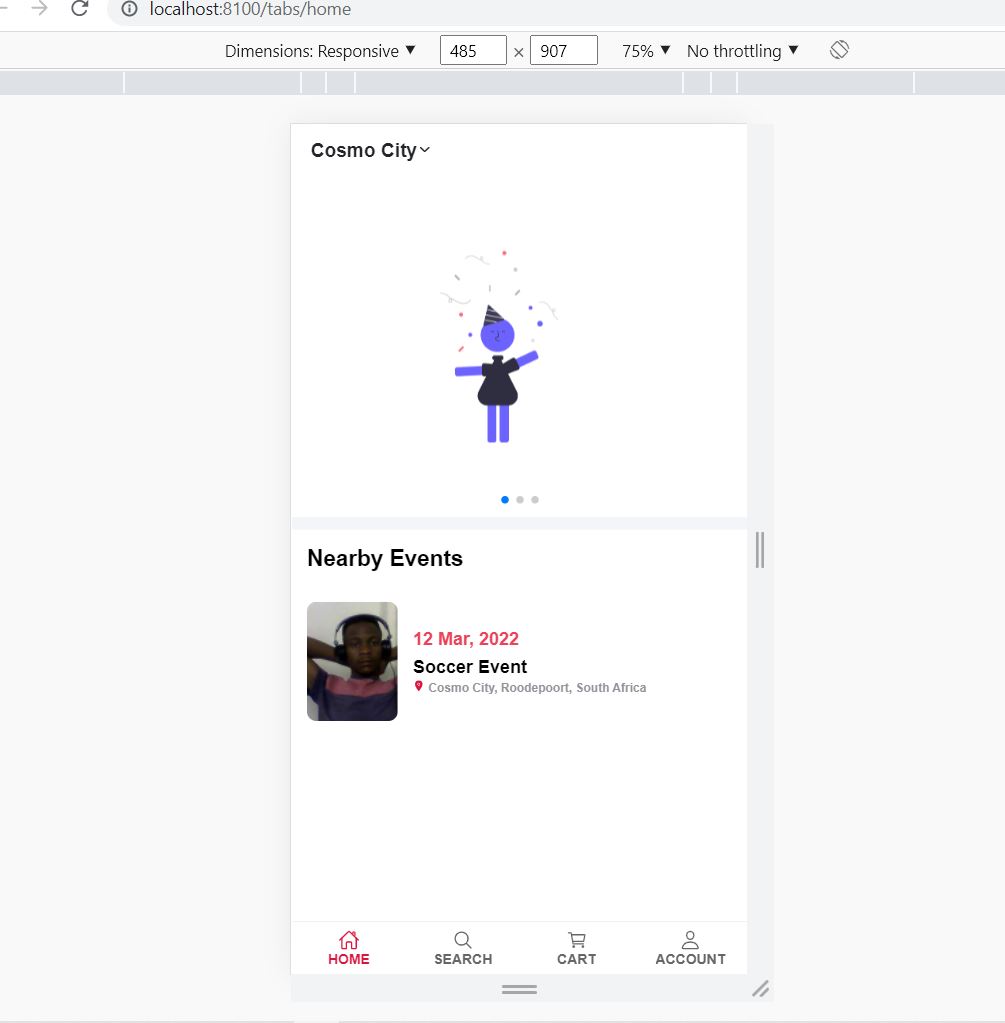 localhost:8100/tabs/home
Dimensions: Responsive ▼ 485 × 907 75% ▼ No throttling ▼
Cosmo City
Nearby Events
12 Mar, 2022
Soccer Event
Cosmo City, Roodepoort, South Africa
HOME SEARCH CART ACCOUNT